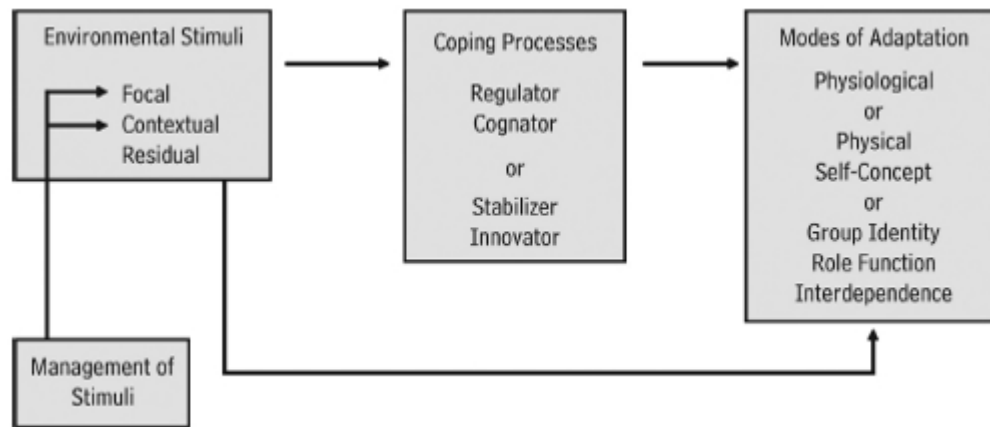 Environmental Stimuli
Focal
Contextual
Residual
Coping Processes
Regulator
Cognator
or
Stabilizer
Innovator
Modes of Adaptation
Physiological
or
Physical
Self-Concept
or
Group Identity
Role Function
Interdependence
Management of
Stimuli